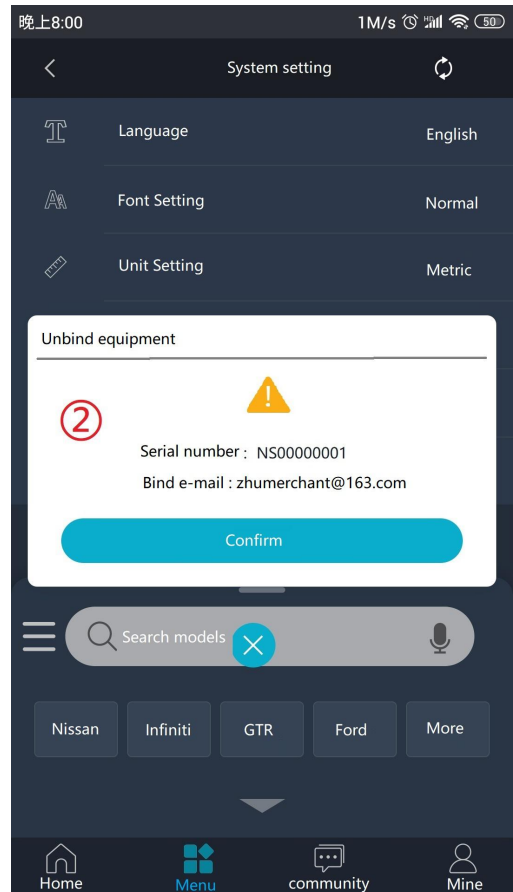 晚上8:00 1M/s HD 50
System setting
Language English
Font Setting Normal
Unit Setting Metric
Unbind equipment
②
Serial number : NS00000001
Bind e-mail : zhumerchant@163.com
Confirm
Search models
Nissan Infiniti GTR Ford More
Home Menu community Mine